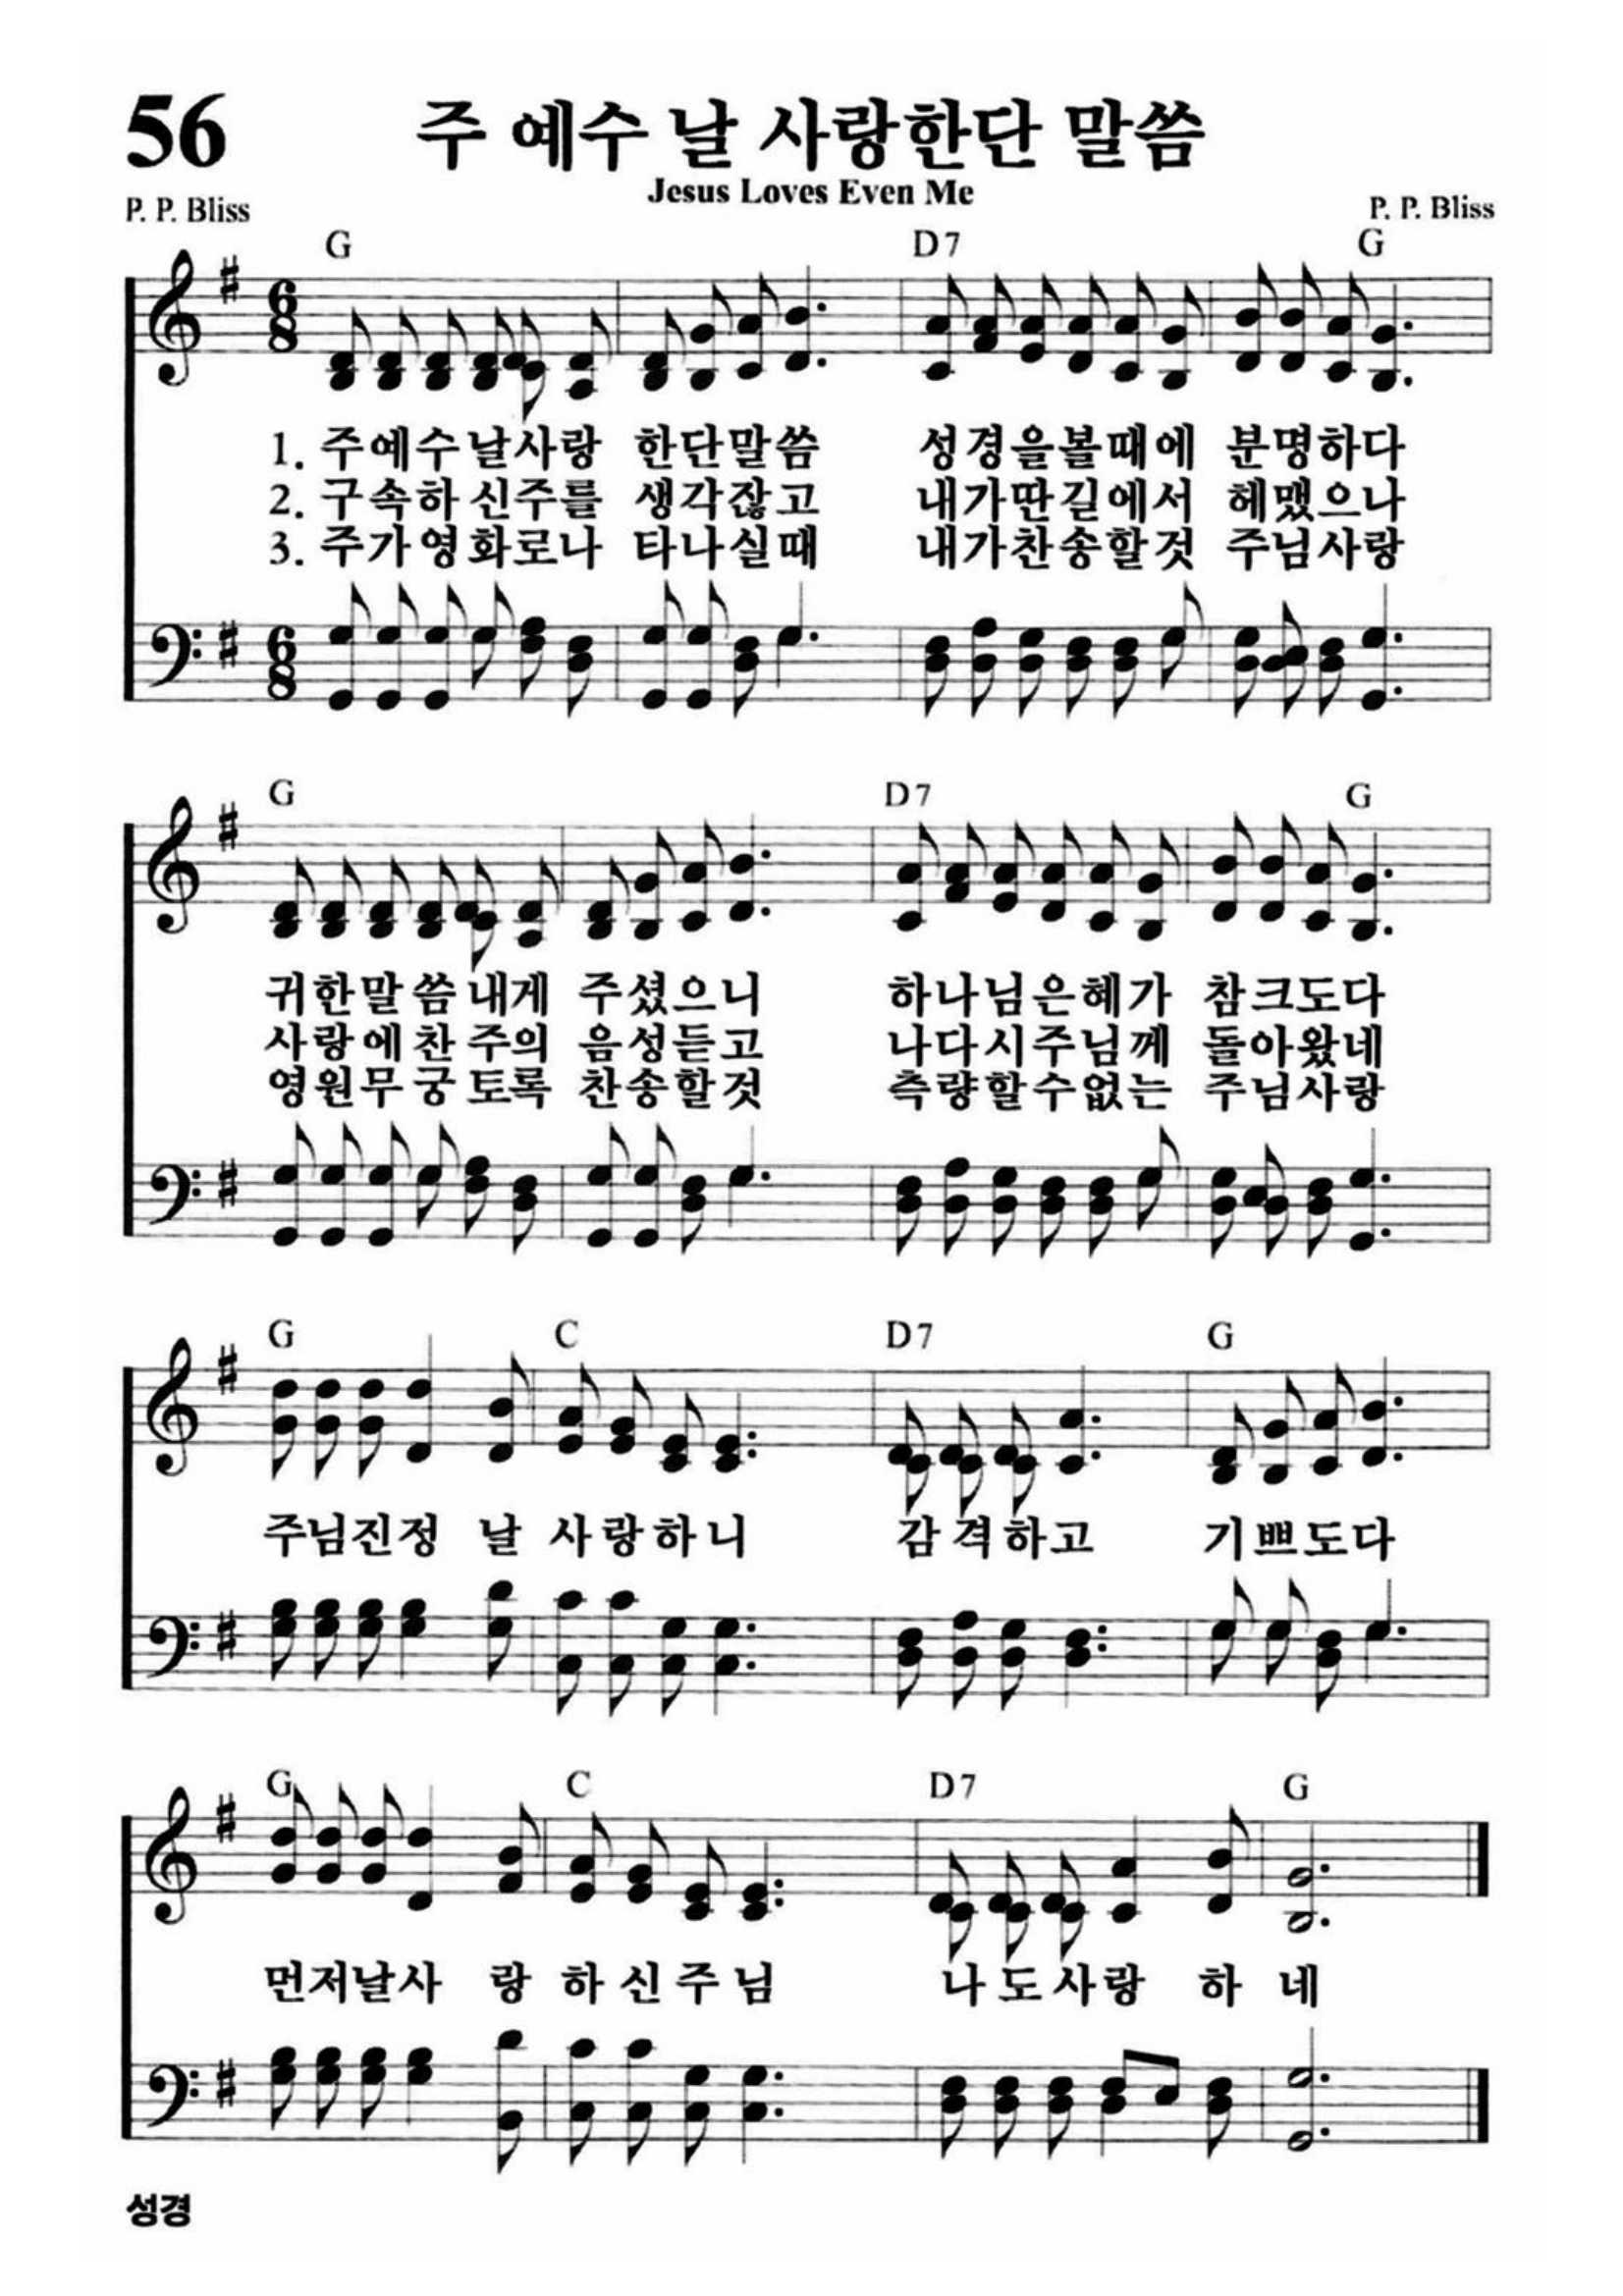 56
주 예수 날 사랑한단 말씀
Jesus Loves Even Me
P. P. Bliss
P. P. Bliss
G D7 G
1. 주예수날사랑 한단말씀 성경을볼때에 분명하다
2. 구속하신주를 생각잖고 내가딴길에서 헤맸으나
3. 주가영화로나 타나실때 내가찬송할것 주님사랑
G D7 G
귀한말씀내게 주셨으니 하나님은혜가 참크도다
사랑에찬주의 음성듣고 나다시주님께 돌아왔네
영원무궁토록 찬송할것 측량할수없는 주님사랑
G C D7 G
주님진정 날 사랑하니 감격하고 기쁘도다
G C D7 G
먼저날사 랑 하신주님 나도사랑 하 네
성경